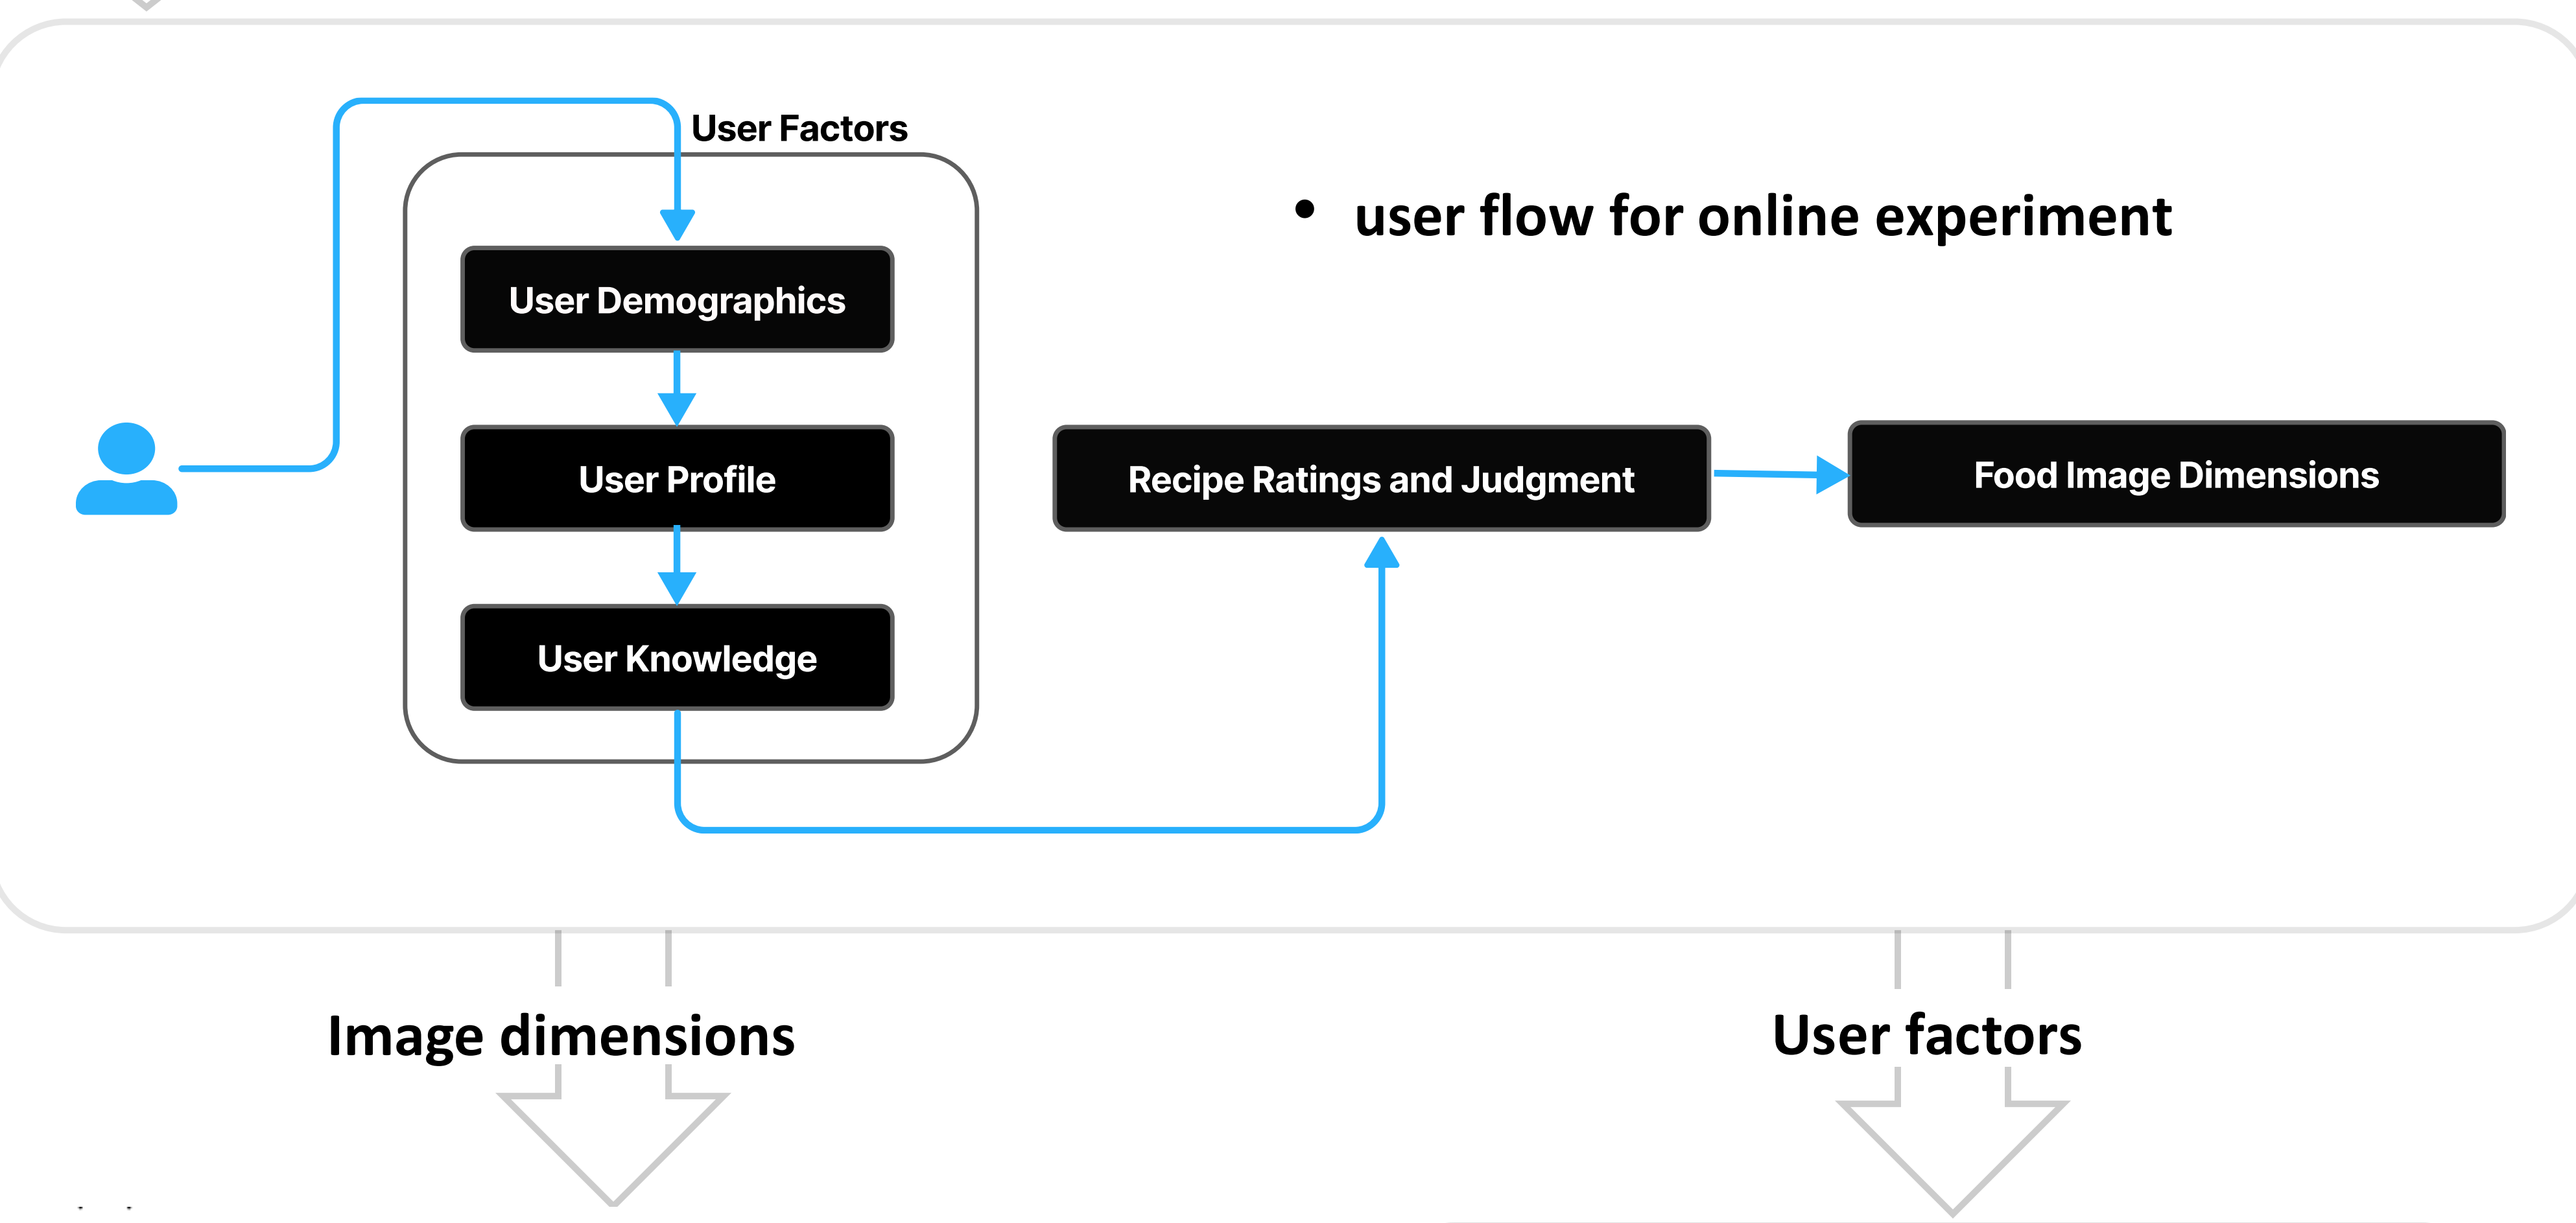 User Factors
• user flow for online experiment
User Demographics
User Profile
Recipe Ratings and Judgment
Food Image Dimensions
User Knowledge
Image dimensions
User factors